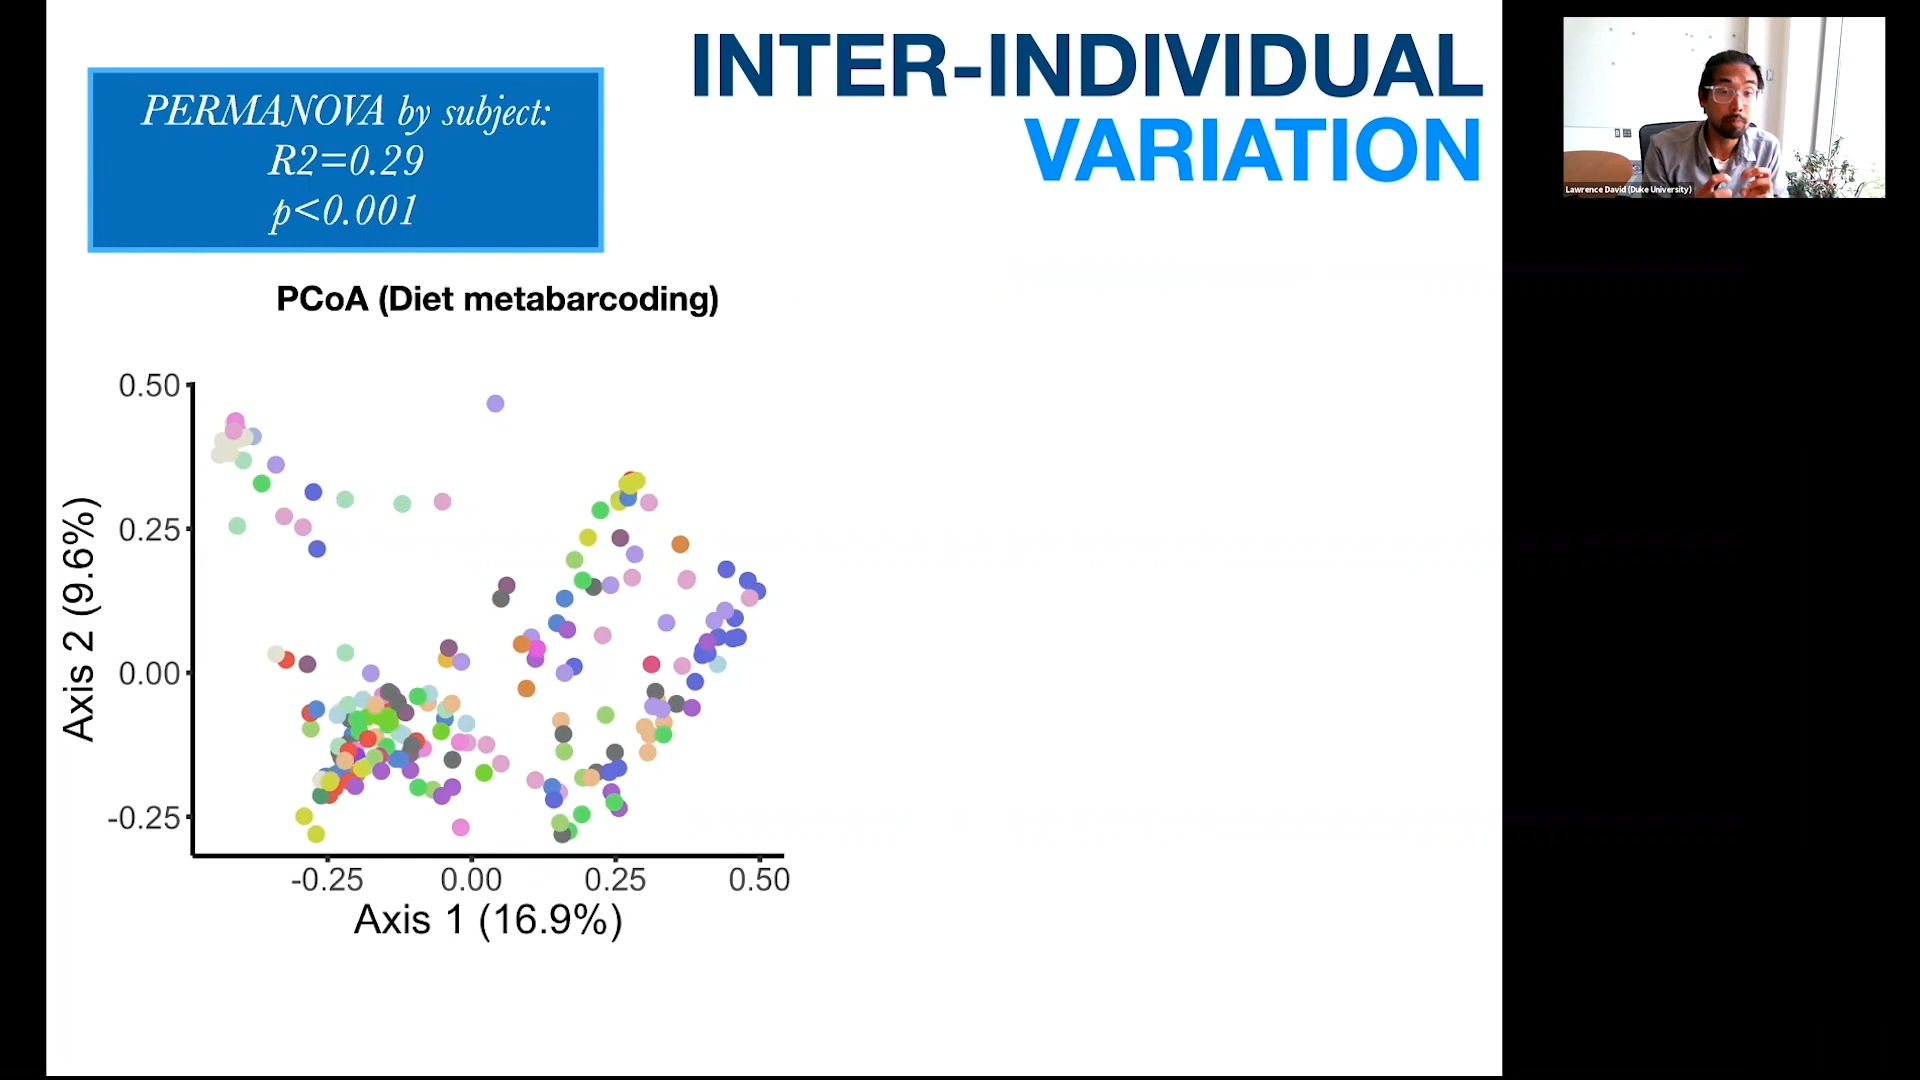 INTER-INDIVIDUAL
VARIATION
PERMANOVA by subject:
R2=0.29
p<0.001
PCoA (Diet metabarcoding)
0.50
0.25
0.00
-0.25
Axis 2 (9.6%)
-0.25 0.00 0.25 0.50
Axis 1 (16.9%)
Lawrence David (Duke University)